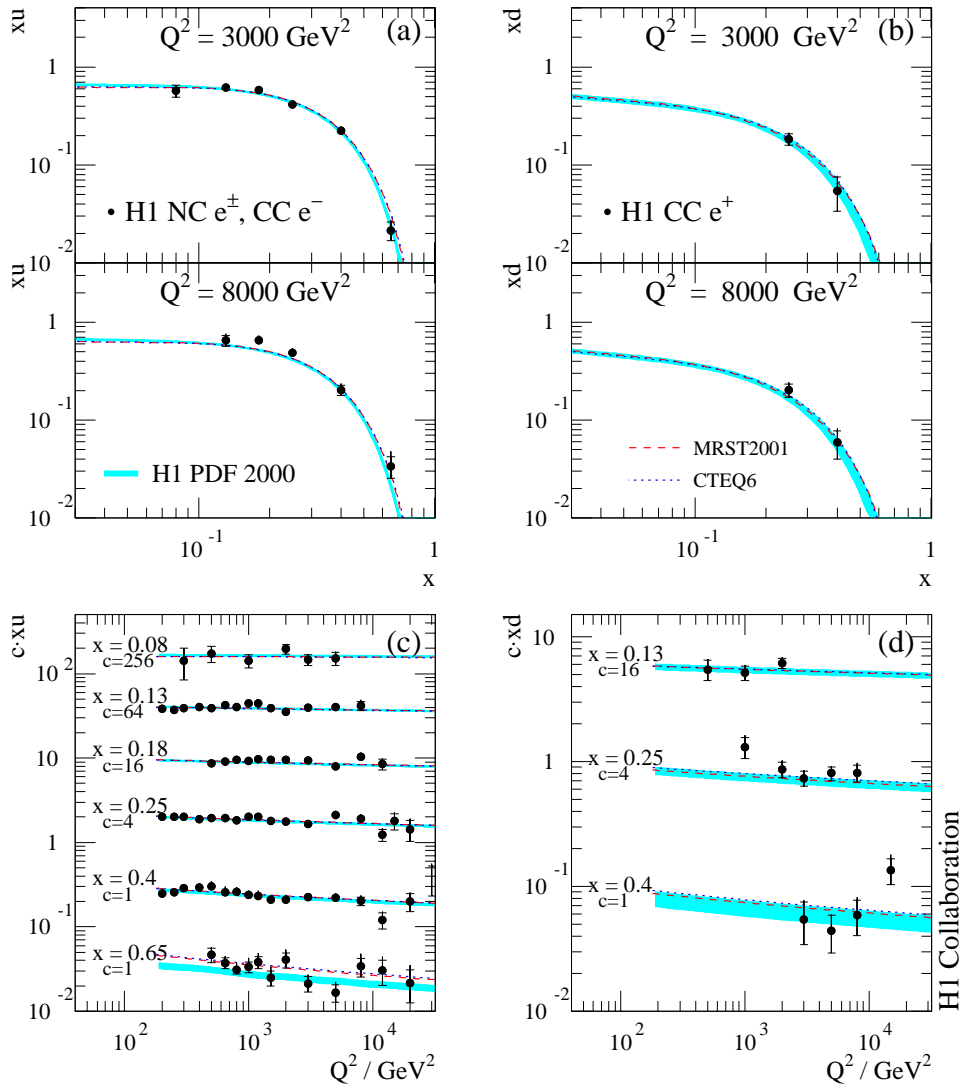 xu
Q² = 3000 GeV² (a)
1
10⁻¹
10⁻²
H1 NC e±, CC e⁻
xd
Q² = 3000 GeV² (b)
1
10⁻¹
10⁻²
H1 CC e⁺
xu
10
Q² = 8000 GeV²
1
10⁻¹
10⁻²
H1 PDF 2000
10⁻¹
1
x
xd
10
Q² = 8000 GeV²
1
10⁻¹
10⁻²
MRST2001
CTEQ6
10⁻¹
1
x
c·xu
(c)
10²
10
1
10⁻¹
10⁻²
x = 0.08
c=256
x = 0.13
c=64
x = 0.18
c=16
x = 0.25
c=4
x = 0.4
c=1
x = 0.65
c=1
10²
10³
10⁴
Q² / GeV²
c·xd
(d)
10
1
10⁻¹
10⁻²
x = 0.13
c=16
x = 0.25
c=4
x = 0.4
c=1
10²
10³
10⁴
Q² / GeV²
H1 Collaboration